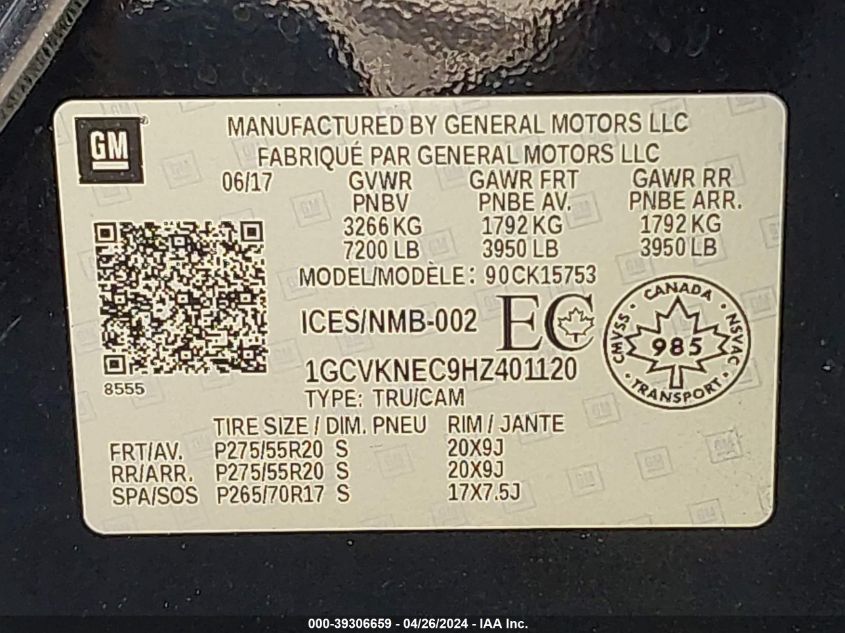 GM
MANUFACTURED BY GENERAL MOTORS LLC
FABRIQUÉ PAR GENERAL MOTORS LLC
06/17 GVWR GAWR FRT GAWR RR
PNBV PNBE AV. PNBE ARR.
3266 KG 1792 KG 1792 KG
7200 LB 3950 LB 3950 LB
MODEL/MODÈLE: 90CK15753
ICES/NMB-002 EC
CANADA
CMVSS 985 NSVAC
TRANSPORT
8555
1GCVKNEC9HZ401120
TYPE: TRU/CAM
TIRE SIZE / DIM. PNEU RIM / JANTE
FRT/AV. P275/55R20 S 20X9J
RR/ARR. P275/55R20 S 20X9J
SPA/SOS P265/70R17 S 17X7.5J
000-39306659 - 04/26/2024 - IAA Inc.